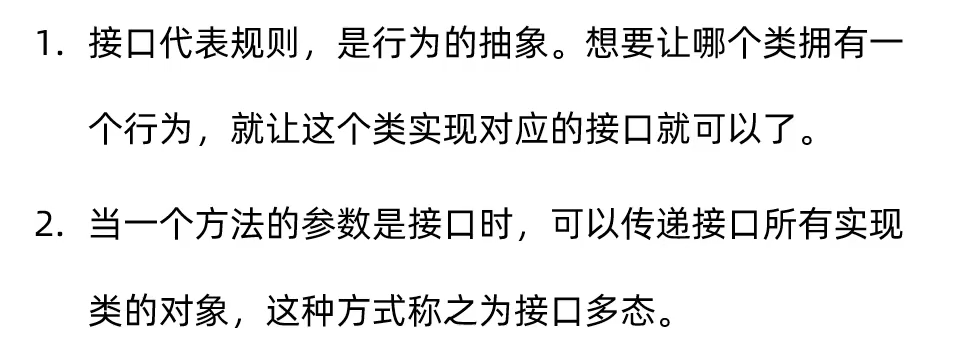 1. 接口代表规则，是行为的抽象。想要让哪个类拥有一
个行为，就让这个类实现对应的接口就可以了。
2. 当一个方法的参数是接口时，可以传递接口所有实现
类的对象，这种方式称之为接口多态。